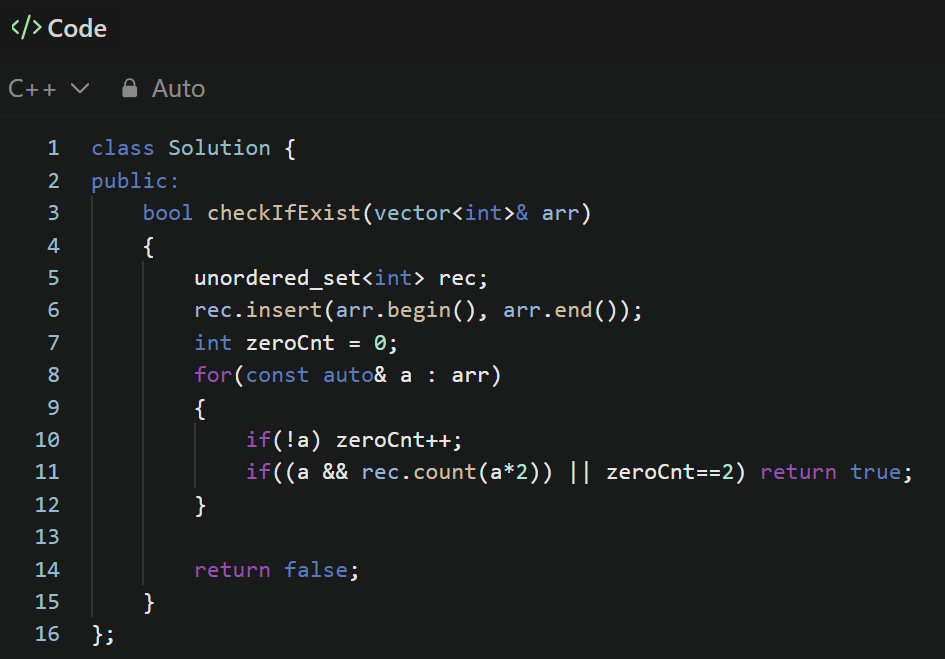 </> Code
C++ Auto
1 class Solution {
2 public:
3     bool checkIfExist(vector<int>& arr)
4     {
5         unordered_set<int> rec;
6         rec.insert(arr.begin(), arr.end());
7         int zeroCnt = 0;
8         for(const auto& a : arr)
9         {
10             if(!a) zeroCnt++;
11             if((a && rec.count(a*2)) || zeroCnt==2) return true;
12         }
13
14         return false;
15     }
16 };